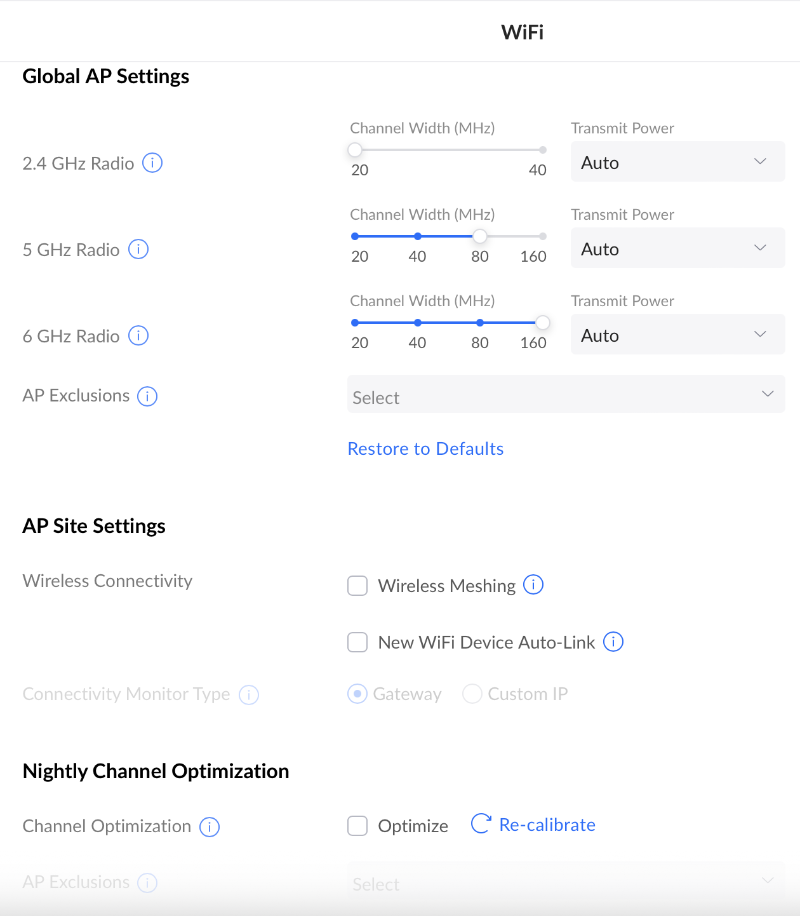 WiFi
Global AP Settings
Channel Width (MHz) Transmit Power
2.4 GHz Radio Auto
20 40
Channel Width (MHz) Transmit Power
5 GHz Radio Auto
20 40 80 160
Channel Width (MHz) Transmit Power
6 GHz Radio Auto
20 40 80 160
AP Exclusions Select
Restore to Defaults
AP Site Settings
Wireless Connectivity Wireless Meshing
New WiFi Device Auto-Link
Connectivity Monitor Type Gateway Custom IP
Nightly Channel Optimization
Channel Optimization Optimize Re-calibrate
AP Exclusions Select